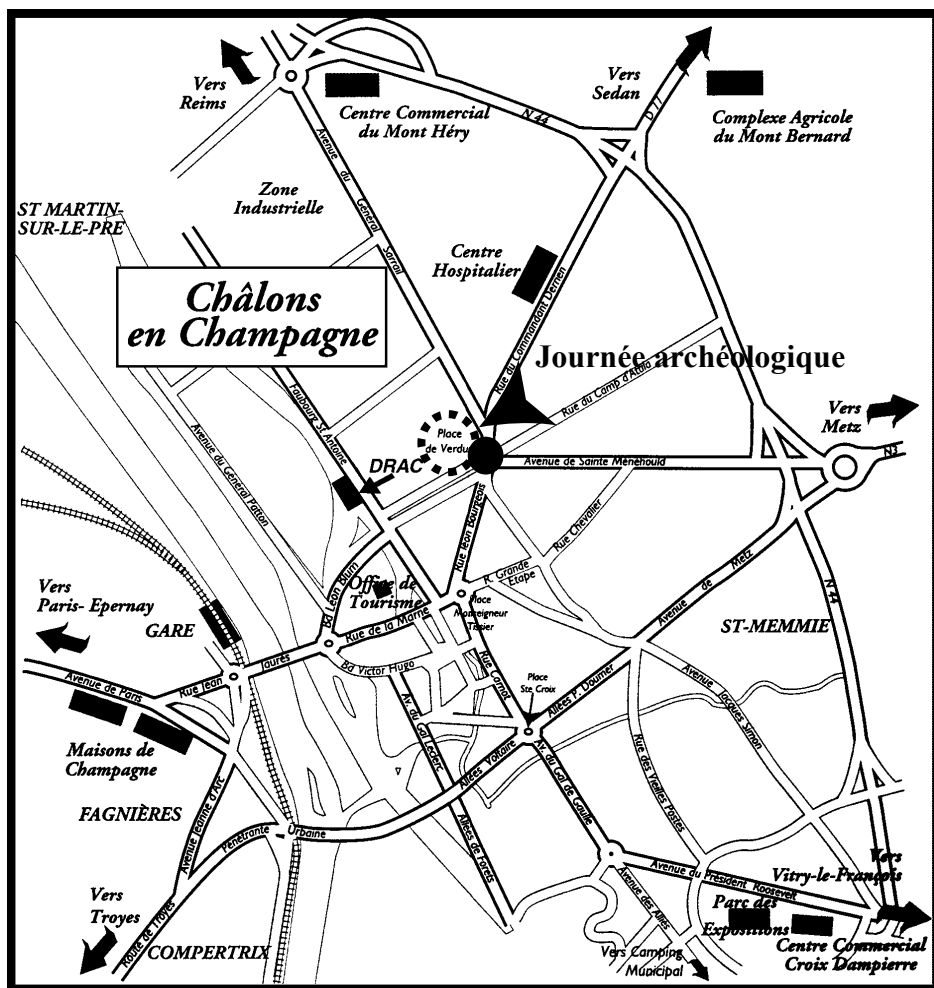 Vers
Reims
Centre Commercial
du Mont Héry
N 44
Vers
Sedan
D 77
Complexe Agricole
du Mont Bernard
Avenue du Général Sarrail
Zone
Industrielle
ST MARTIN-
SUR-LE-PRE
Centre
Hospitalier
Châlons
en Champagne
Rue du Commandant Derrien
Journée archéologique
Rue du Camp d'Attila
Faubourg St Antoine
Avenue du Général Patton
Place
de Verdu
DRAC
Vers
Metz
N3
Avenue de Sainte Ménéhould
Rue Léon Bourgeois
Rue Chevalier
R. Grande
Etape
Avenue de Metz
N 44
Vers
Paris- Epernay
GARE
Bd Léon Blum
Office de
Tourisme
Rue de la Marne
Place
Monseigneur
Tissier
ST-MEMMIE
Rue Jean Jaurès
Bd Victor Hugo
Rue Carnot
Place
Ste Croix
Allées P. Doumer
Avenue Jacques Simon
Avenue de Paris
Maisons de
Champagne
Av. du Gal Leclerc
Allées Voltaire
Av. du Gal de Gaulle
Rue des Vieilles Postes
FAGNIÈRES
Avenue Jeanne d'Arc
Pénétrante Urbaine
Allées de Forêts
Vers
Vitry-le-François
Avenue du Président Roosevelt
Vers
Troyes
Route de Troyes
COMPERTRIX
Avenue des Alliés
Parc des
Expositions
Vers Camping
Municipal
Centre Commercial
Croix Dampierre